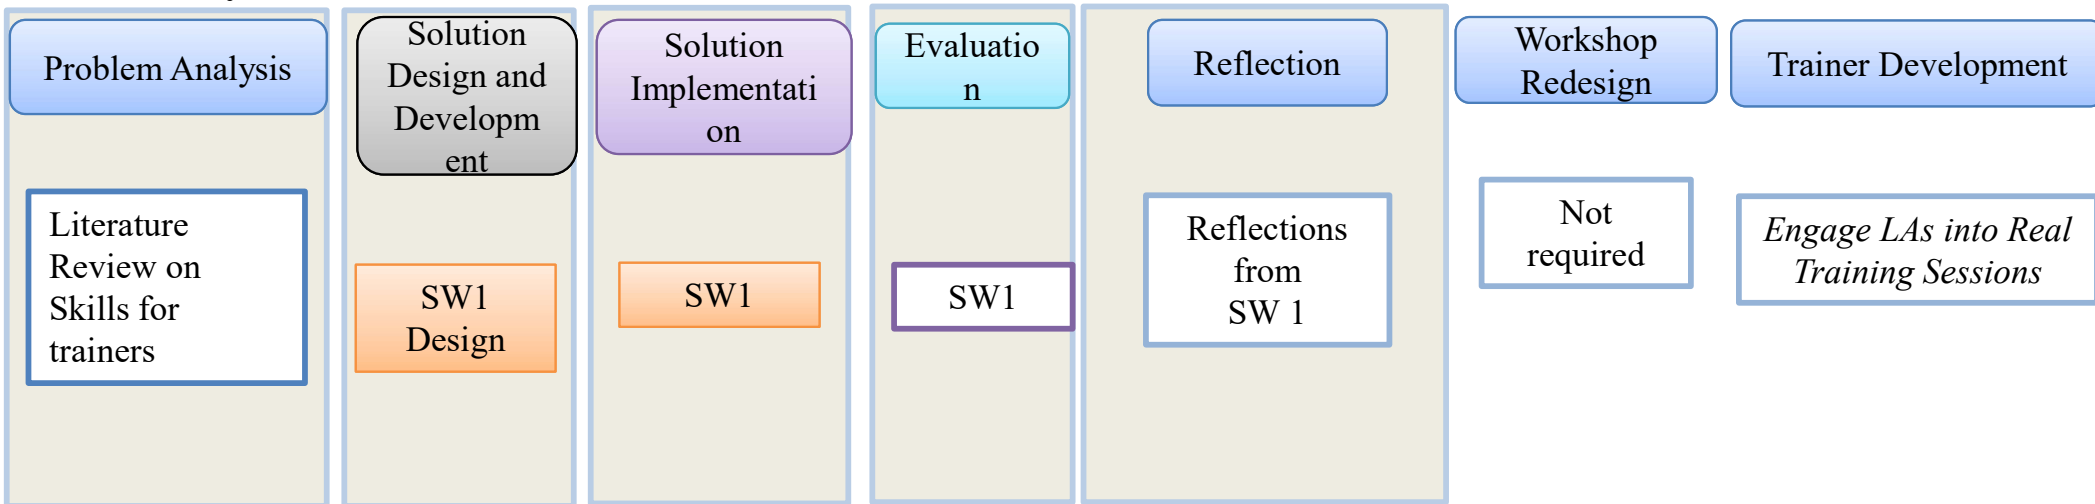 Problem Analysis
Literature
Review on
Skills for
trainers
Solution
Design and
Developm
ent
SW1
Design
Solution
Implementati
on
SW1
Evaluatio
n
SW1
Reflection
Reflections
from
SW 1
Workshop
Redesign
Not
required
Trainer Development
Engage LAs into Real
Training Sessions